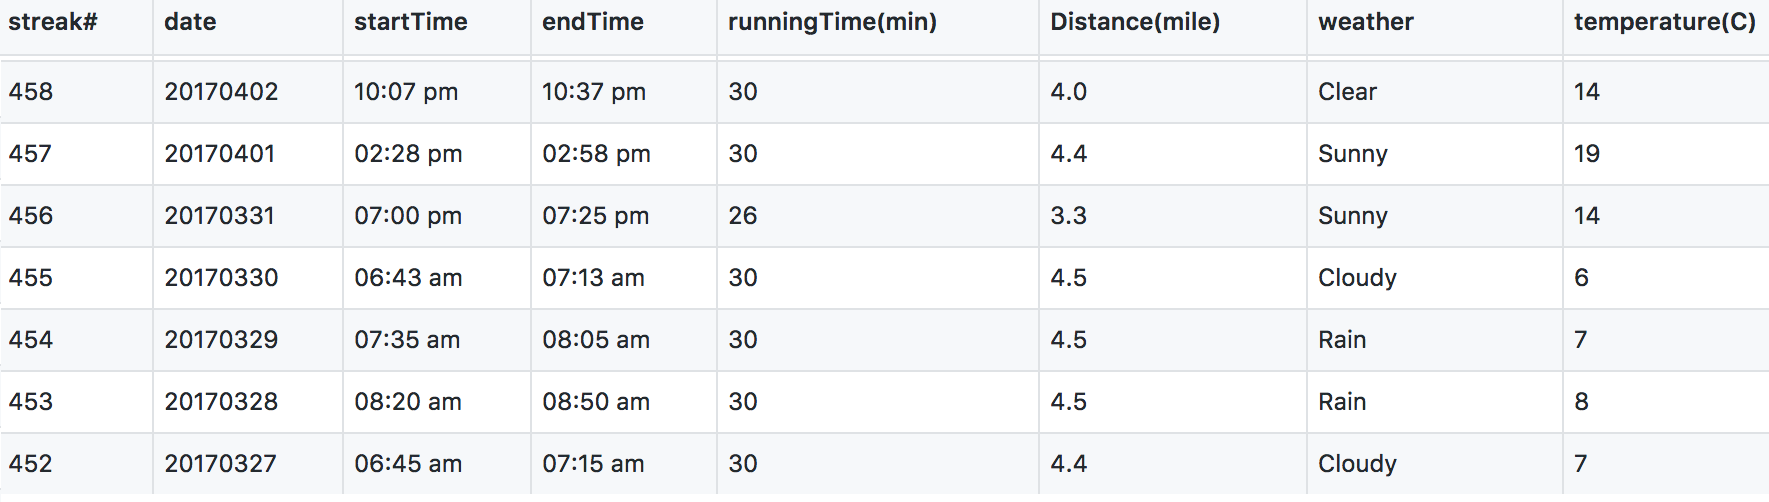 streak# date startTime endTime runningTime(min) Distance(mile) weather temperature(C)
458 20170402 10:07 pm 10:37 pm 30 4.0 Clear 14
457 20170401 02:28 pm 02:58 pm 30 4.4 Sunny 19
456 20170331 07:00 pm 07:25 pm 26 3.3 Sunny 14
455 20170330 06:43 am 07:13 am 30 4.5 Cloudy 6
454 20170329 07:35 am 08:05 am 30 4.5 Rain 7
453 20170328 08:20 am 08:50 am 30 4.5 Rain 8
452 20170327 06:45 am 07:15 am 30 4.4 Cloudy 7